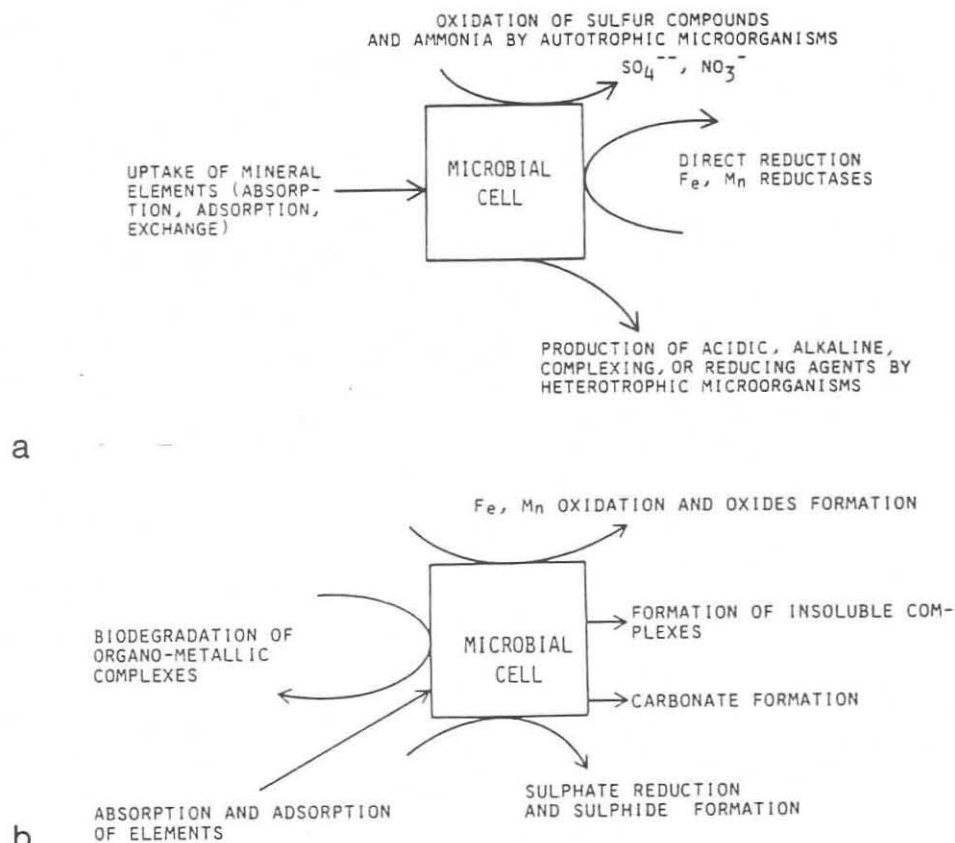 OXIDATION OF SULFUR COMPOUNDS
AND AMMONIA BY AUTOTROPHIC MICROORGANISMS
SO4--, NO3-
UPTAKE OF MINERAL
ELEMENTS (ABSORP-
TION, ADSORPTION,
EXCHANGE)
MICROBIAL
CELL
DIRECT REDUCTION
Fe, Mn REDUCTASES
PRODUCTION OF ACIDIC, ALKALINE,
COMPLEXING, OR REDUCING AGENTS BY
HETEROTROPHIC MICROORGANISMS
a
Fe, Mn OXIDATION AND OXIDES FORMATION
BIODEGRADATION OF
ORGANO-METALLIC
COMPLEXES
MICROBIAL
CELL
FORMATION OF INSOLUBLE COM-
PLEXES
CARBONATE FORMATION
SULPHATE REDUCTION
AND SULPHIDE FORMATION
ABSORPTION AND ADSORPTION
OF ELEMENTS
b